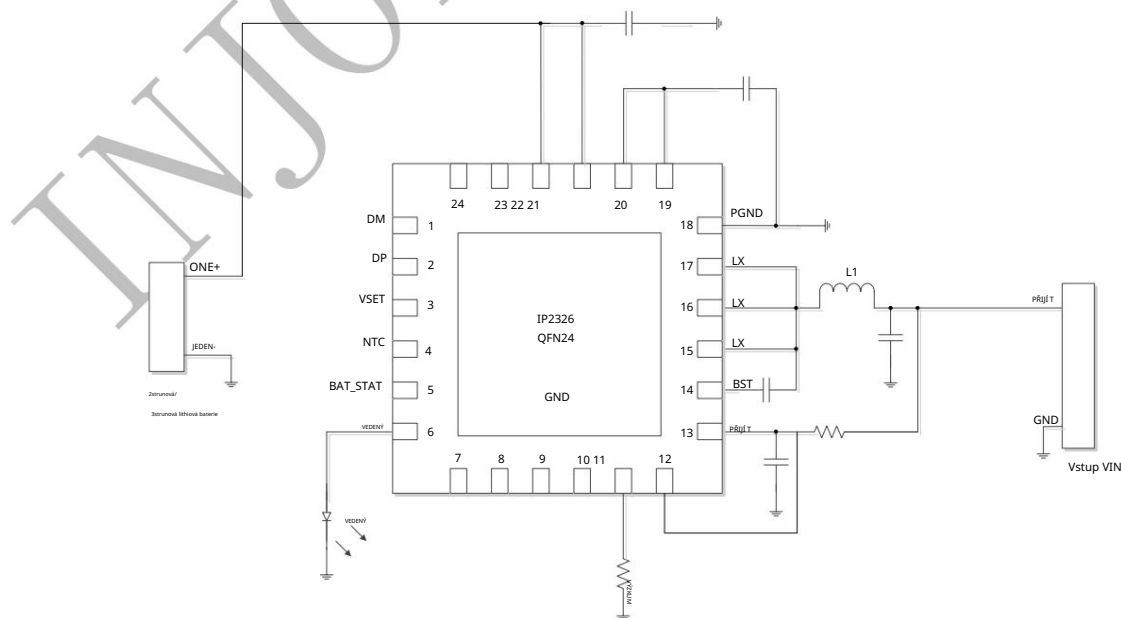 INJO
24
23 22 21
20
19
DM
1
DP
2
VSET
3
NTC
4
BAT_STAT
5
VEDENÝ
6
18
PGND
17
LX
16
LX
15
LX
14
BST
13
PŘIJÍ T
IP2326
QFN24
GND
7
8
9
10 11
12
ONE+
JEDEN-
2strunová/
3strunová lithiová baterie
VEDENÝ
L1
PŘIJÍ T
GND
Vstup VIN